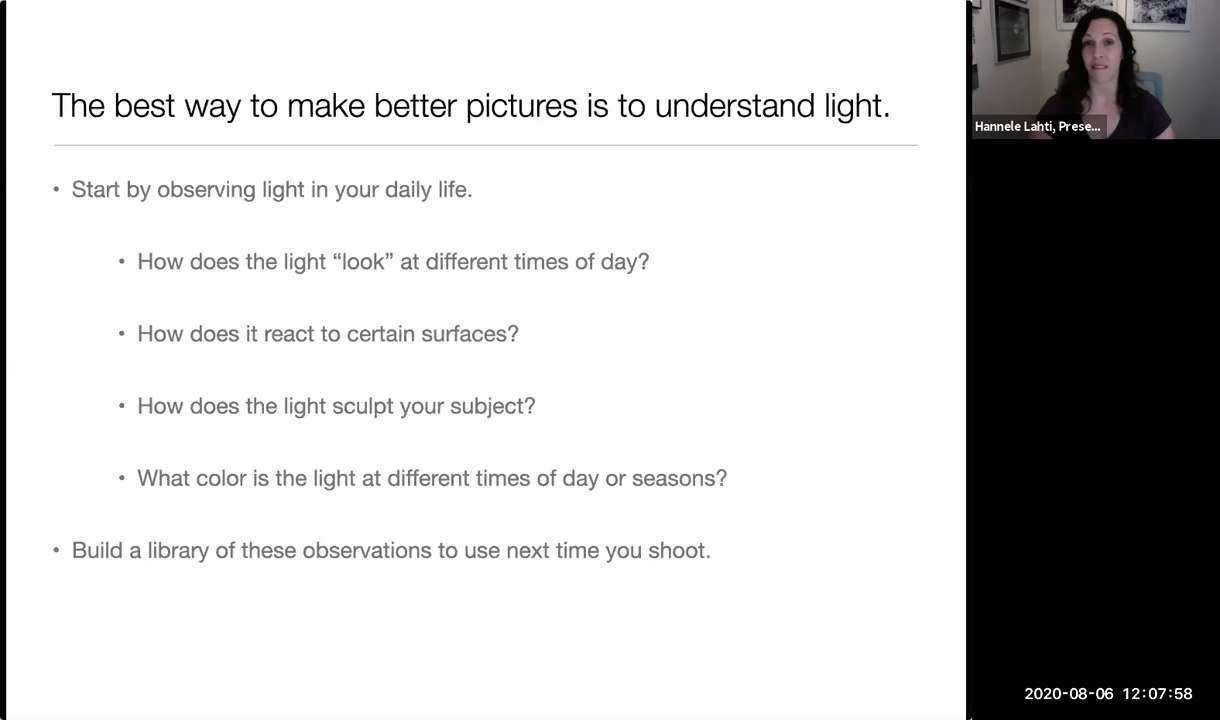 The best way to make better pictures is to understand light.
• Start by observing light in your daily life.
• How does the light “look” at different times of day?
• How does it react to certain surfaces?
• How does the light sculpt your subject?
• What color is the light at different times of day or seasons?
• Build a library of these observations to use next time you shoot.
Hannele Lahti, Prese...
2020-08-06 12:07:58